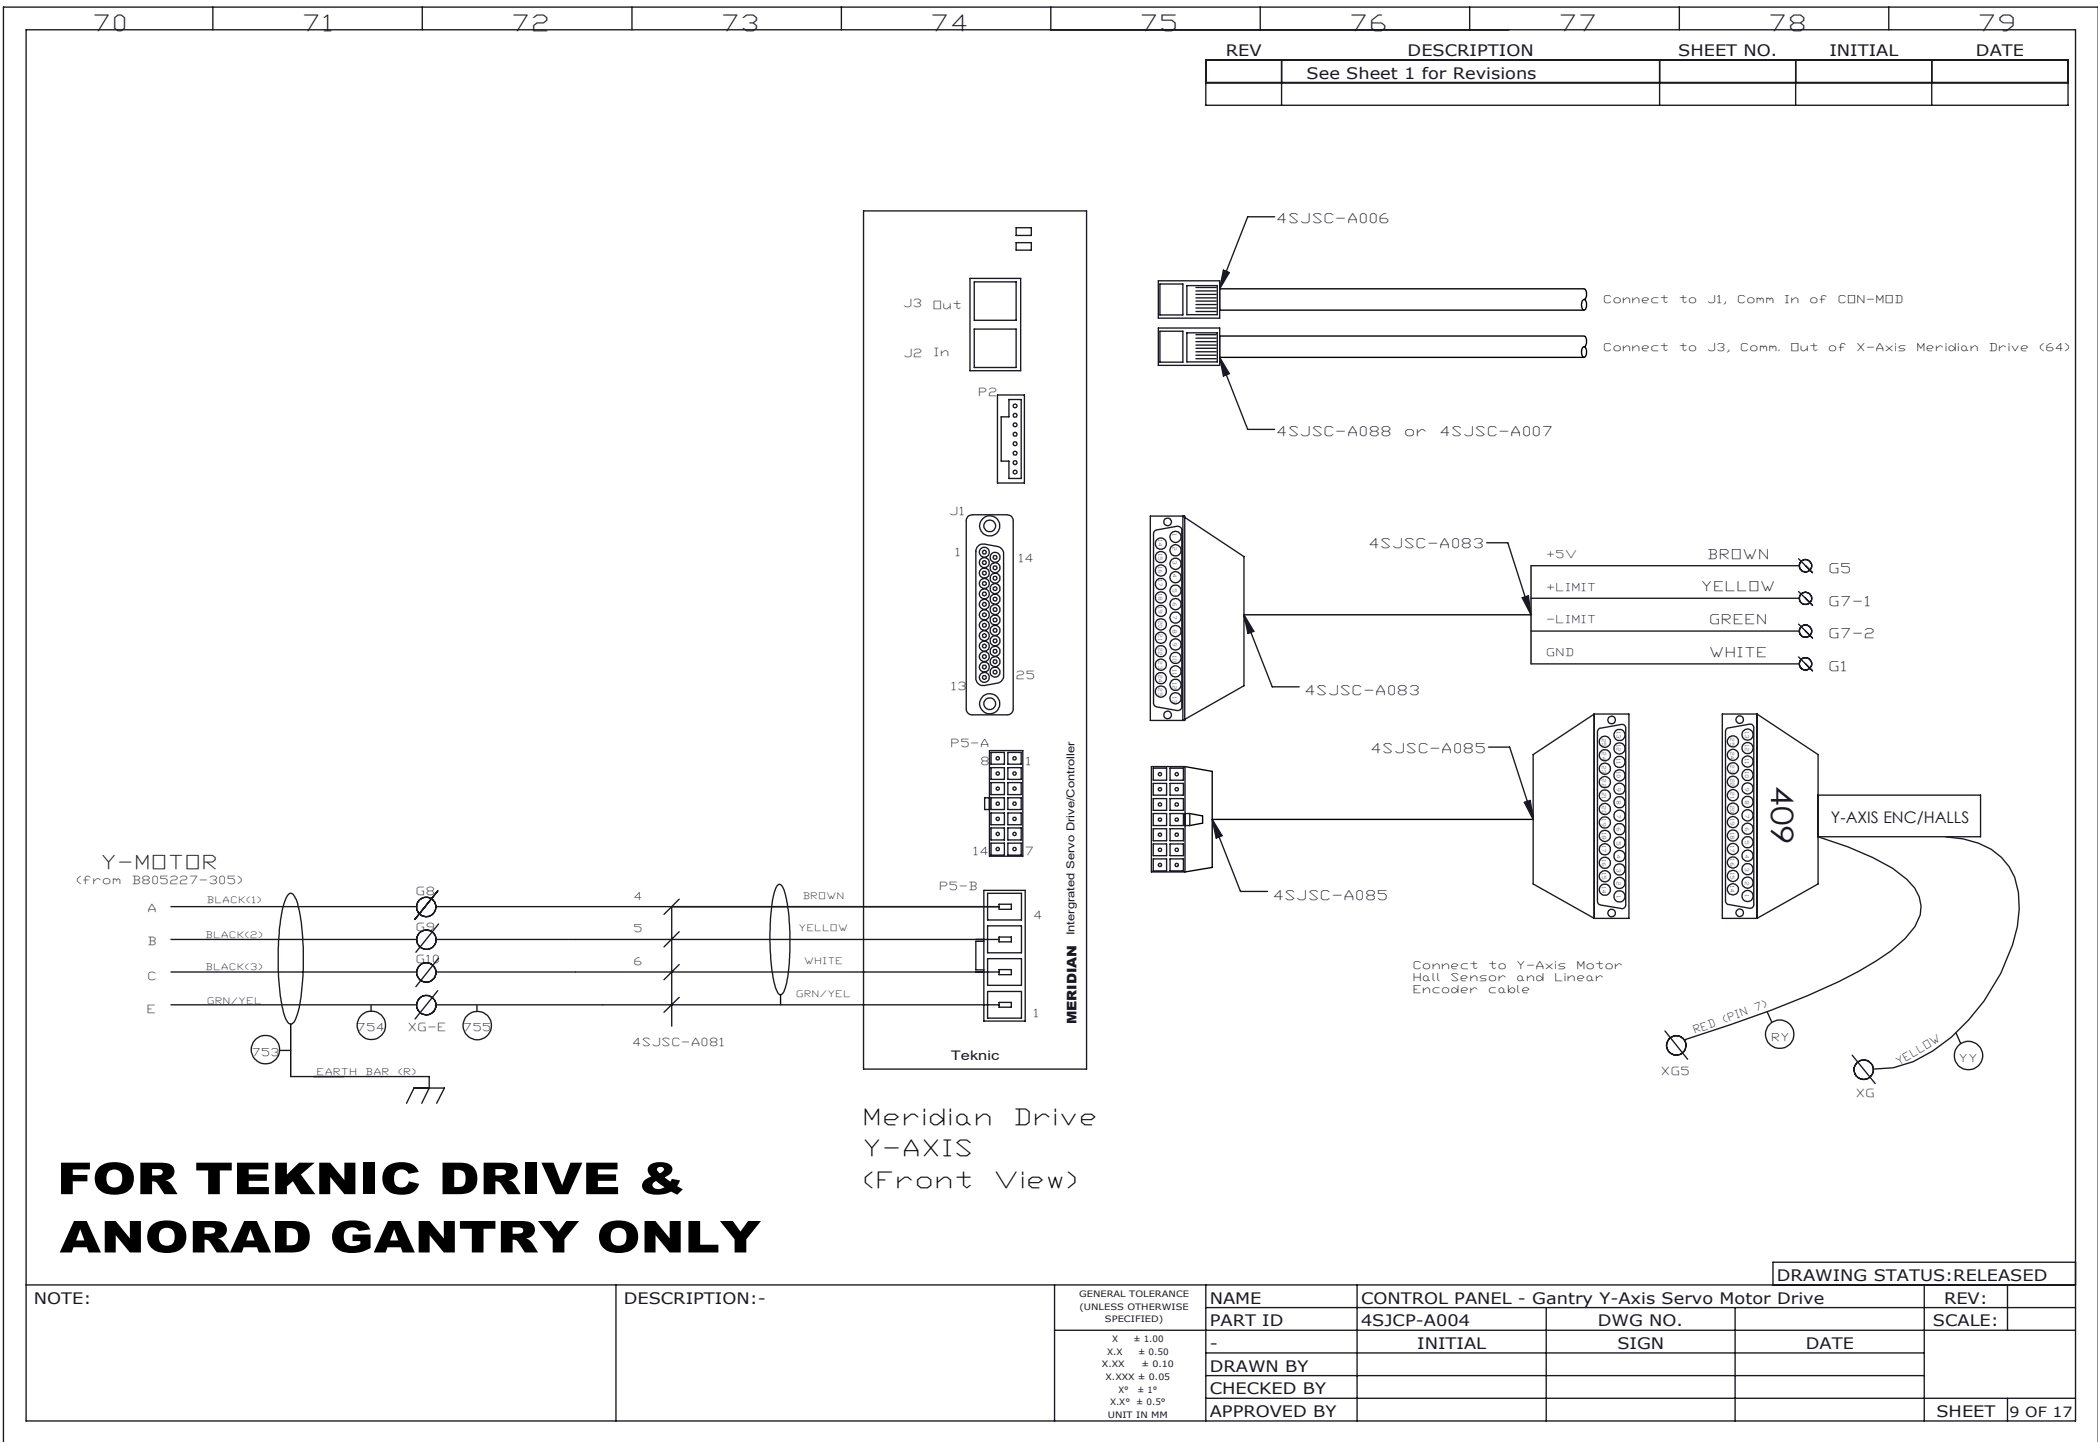 70 71 72 73 74 75 76 77 78 79
REV DESCRIPTION SHEET NO. INITIAL DATE
See Sheet 1 for Revisions
4SJSC-A006
J3 Out
Connect to J1, Comm In of CON-MOD
J2 In
Connect to J3, Comm. Out of X-Axis Meridian Drive (64)
P2
4SJSC-A088 or 4SJSC-A007
J1
1
14
13
25
4SJSC-A083
+5V BROWN G5
+LIMIT YELLOW G7-1
-LIMIT GREEN G7-2
GND WHITE G1
4SJSC-A083
P5-A
8 1
14 7
4SJSC-A085
409
Y-AXIS ENC/HALLS
4SJSC-A085
MERIDIAN Intergrated Servo Drive/Controller
Y-MOTOR
(from B805227-305)
P5-B
A BLACK(1) G8 4 BROWN 4
B BLACK(2) G9 5 YELLOW
C BLACK(3) G10 6 WHITE
E GRN/YEL GRN/YEL 1
753 754 XG-E 755
4SJSC-A081
EARTH BAR (R)
Teknic
Connect to Y-Axis Motor
Hall Sensor and Linear
Encoder cable
RED (PIN 7)
RY
XG5
YELLOW
YY
XG
Meridian Drive
Y-AXIS
(Front View)
FOR TEKNIC DRIVE &
ANORAD GANTRY ONLY
DRAWING STATUS:RELEASED
NOTE:
DESCRIPTION:-
GENERAL TOLERANCE
(UNLESS OTHERWISE
SPECIFIED)
X ± 1.00
X.X ± 0.50
X.XX ± 0.10
X.XXX ± 0.05
X° ± 1°
X.X° ± 0.5°
UNIT IN MM
NAME CONTROL PANEL - Gantry Y-Axis Servo Motor Drive REV:
PART ID 4SJCP-A004 DWG NO. SCALE:
- INITIAL SIGN DATE
DRAWN BY
CHECKED BY
APPROVED BY
SHEET 9 OF 17